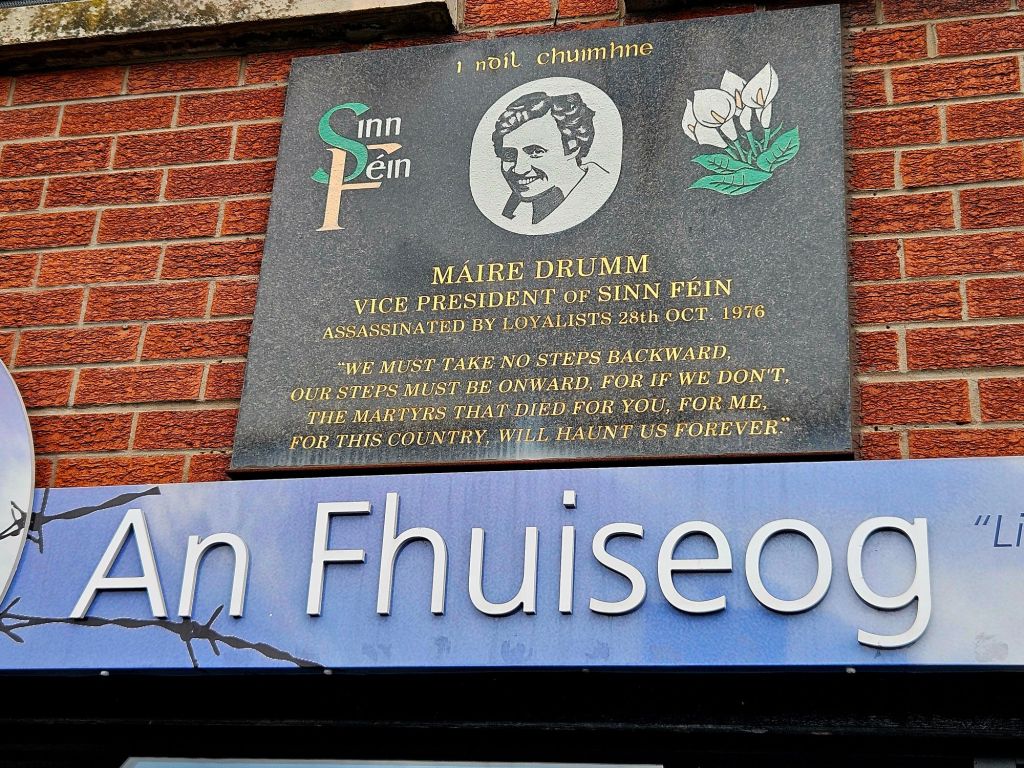 I ndil chuimhne
Sinn
Féin
MÁIRE DRUMM
VICE PRESIDENT OF SINN FÉIN
ASSASSINATED BY LOYALISTS 28th OCT. 1976
"WE MUST TAKE NO STEPS BACKWARD,
OUR STEPS MUST BE ONWARD, FOR IF WE DON'T,
THE MARTYRS THAT DIED FOR YOU, FOR ME,
FOR THIS COUNTRY, WILL HAUNT US FOREVER."
An Fhuiseog